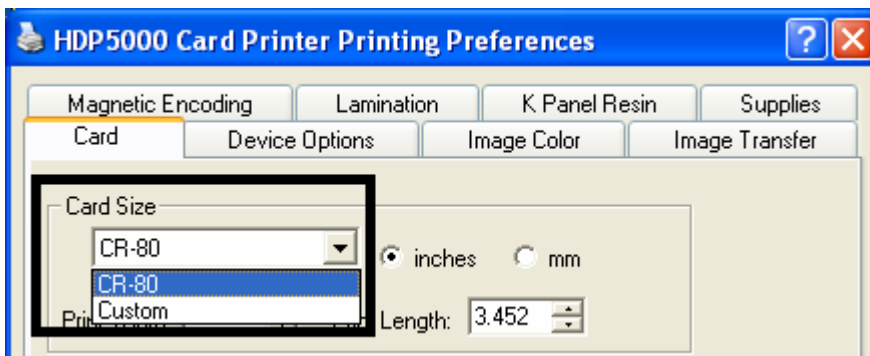 HDP5000 Card Printer Printing Preferences
Magnetic Encoding Lamination K Panel Resin Supplies
Card Device Options Image Color Image Transfer
Card Size
CR-80 inches mm
CR-80
Custom
Length: 3.452